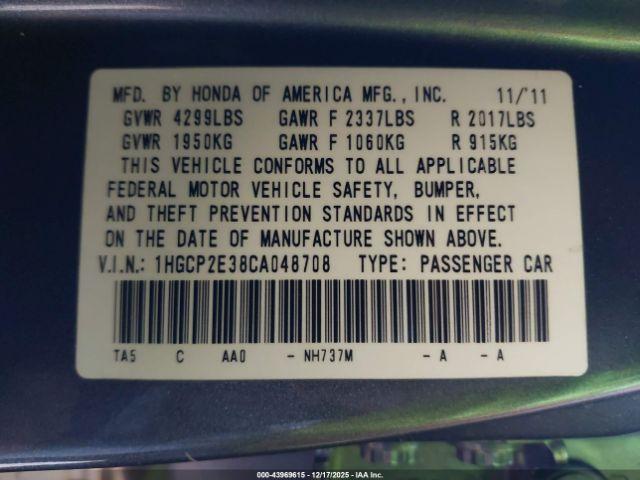 MFD. BY HONDA OF AMERICA MFG., INC. 11/'11
GVWR 4299LBS GAWR F 2337LBS R 2017LBS
GVWR 1950KG GAWR F 1060KG R 915KG
THIS VEHICLE CONFORMS TO ALL APPLICABLE
FEDERAL MOTOR VEHICLE SAFETY, BUMPER,
AND THEFT PREVENTION STANDARDS IN EFFECT
ON THE DATE OF MANUFACTURE SHOWN ABOVE.
V.I.N.: 1HGCP2E38CA048708 TYPE: PASSENGER CAR
TA5 C AA0 - NH737M - A - A
000-43969615 - 12/17/2025 - IAA Inc.